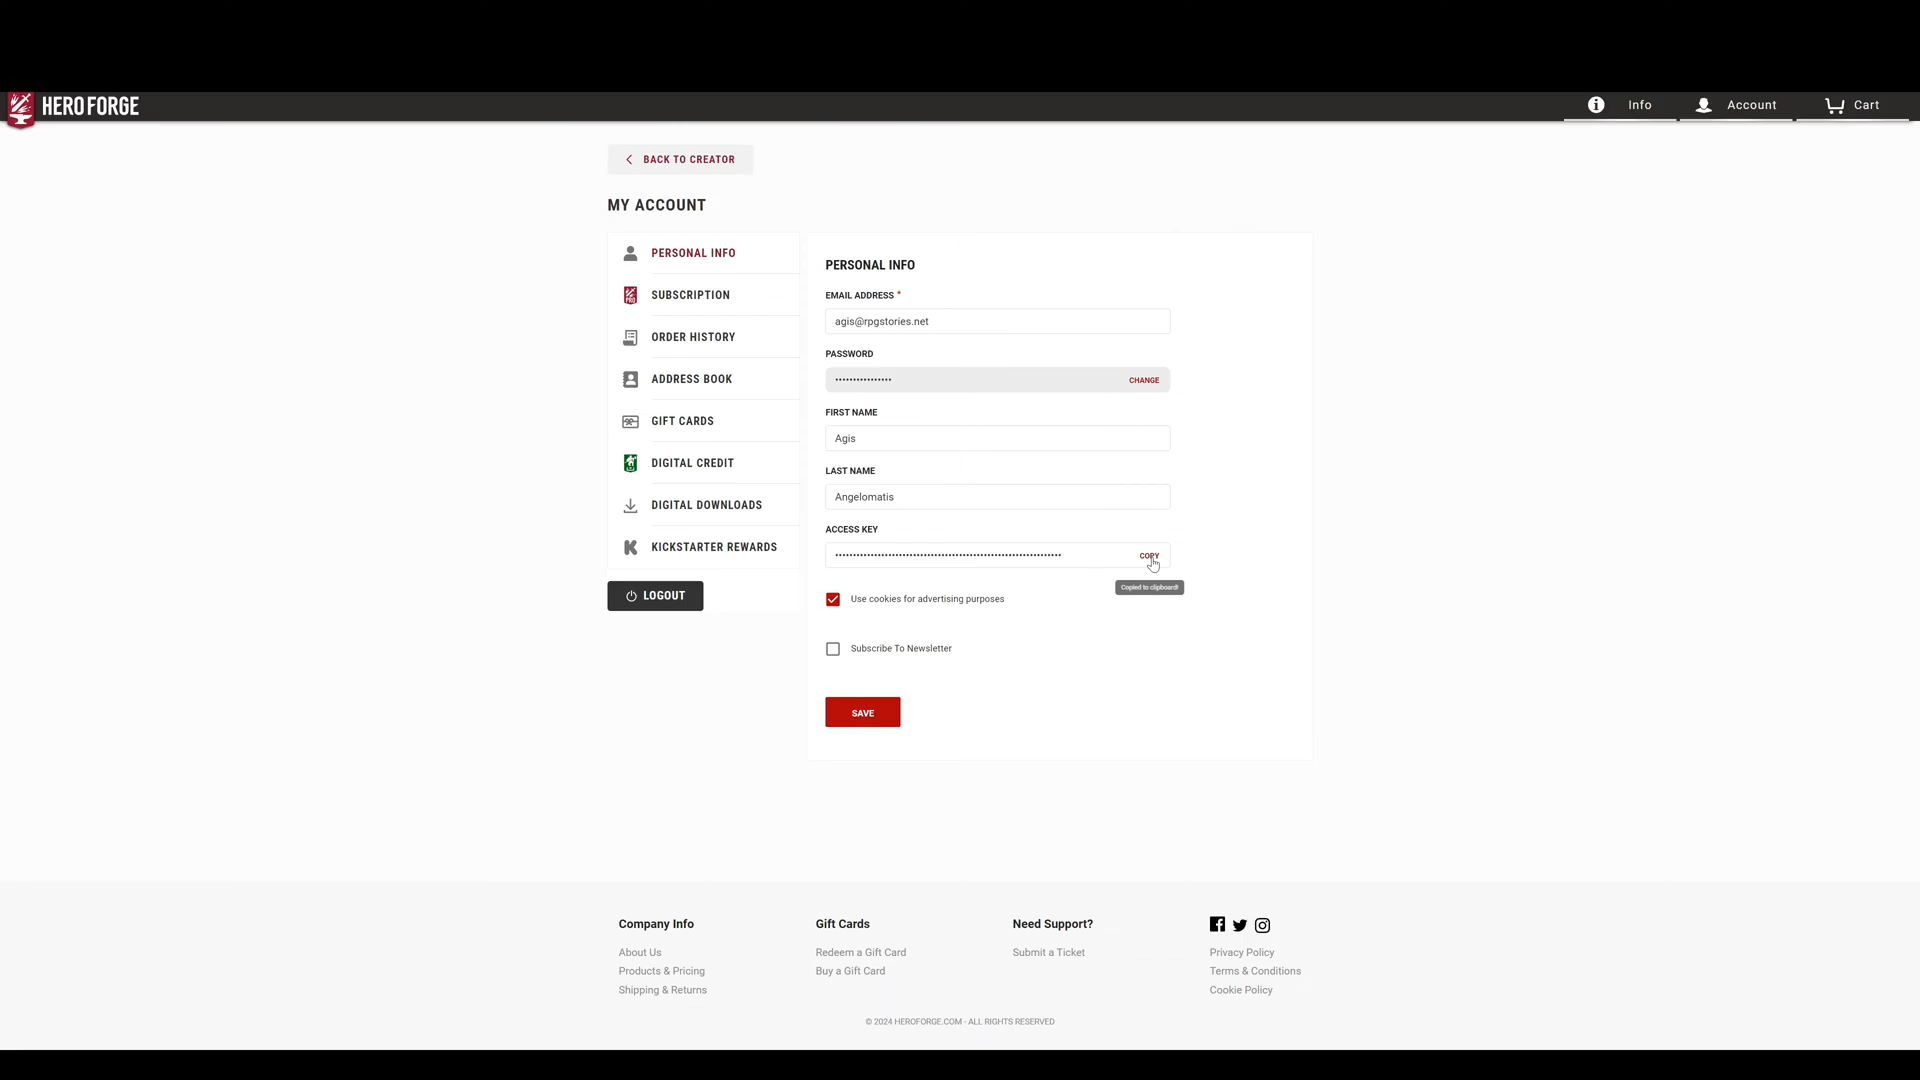 HERO FORGE
Info
Account
Cart
BACK TO CREATOR
MY ACCOUNT
PERSONAL INFO
SUBSCRIPTION
ORDER HISTORY
ADDRESS BOOK
GIFT CARDS
DIGITAL CREDIT
DIGITAL DOWNLOADS
KICKSTARTER REWARDS
LOGOUT
PERSONAL INFO
EMAIL ADDRESS *
agis@rpgstories.net
PASSWORD
••••••••••••••••
CHANGE
FIRST NAME
Agis
LAST NAME
Angelomatis
ACCESS KEY
••••••••••••••••••••••••••••••••••••••••••••••••••••••••••••••••
COPY
Copied to clipboard!
Use cookies for advertising purposes
Subscribe To Newsletter
SAVE
Company Info
About Us
Products & Pricing
Shipping & Returns
Gift Cards
Redeem a Gift Card
Buy a Gift Card
Need Support?
Submit a Ticket
Privacy Policy
Terms & Conditions
Cookie Policy
© 2024 HEROFORGE.COM - ALL RIGHTS RESERVED